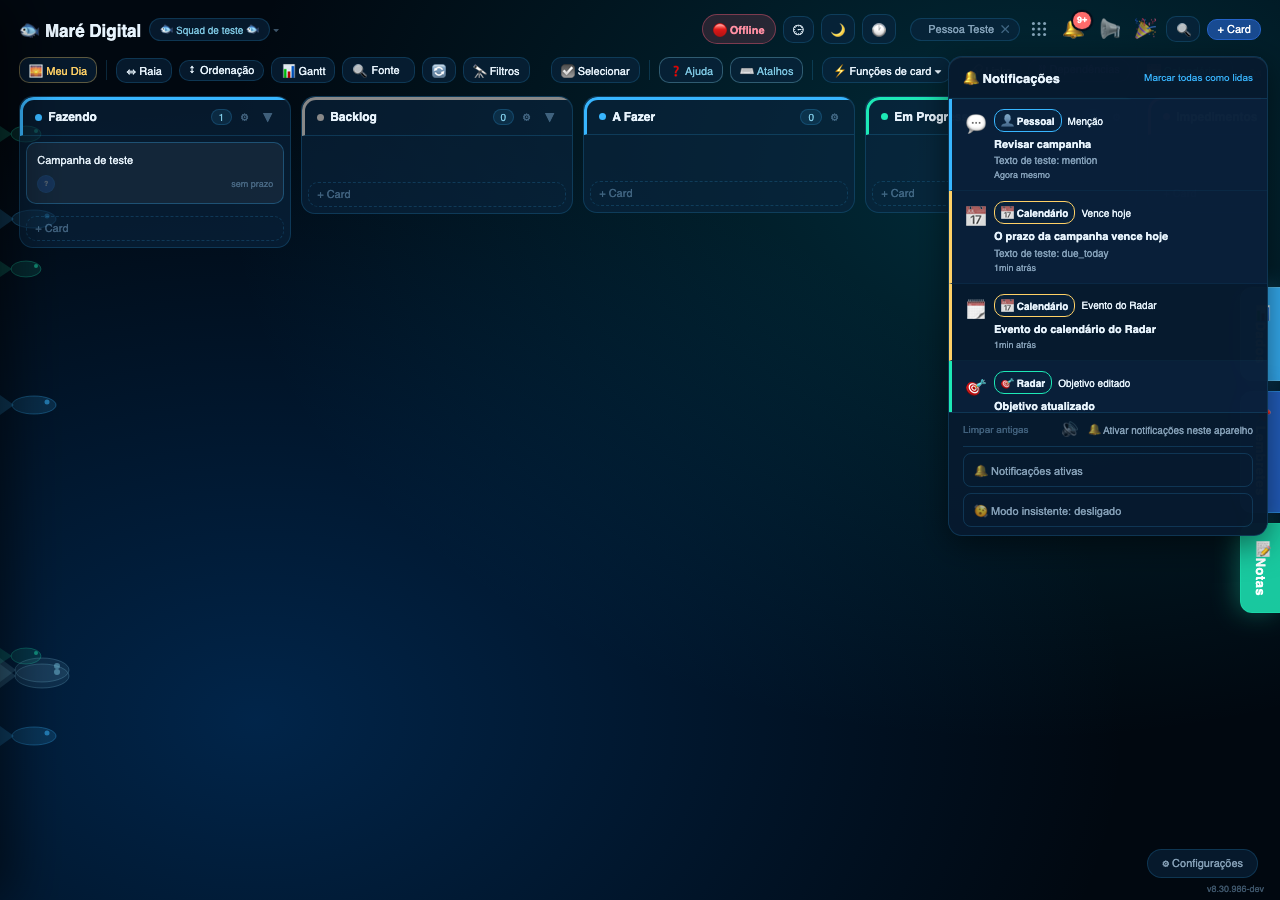 Maré Digital
Squad de teste
Offline
Pessoa Teste ×
9+
+ Card
Meu Dia
Raia
Ordenação
Gantt
Fonte
Filtros
Selecionar
Ajuda
Atalhos
Funções de card
Fazendo 1
Campanha de teste
?
sem prazo
+ Card
Backlog 0
+ Card
A Fazer 0
+ Card
Em Progr
+ Card
Notificações
Marcar todas como lidas
Pessoal Menção
Revisar campanha
Texto de teste: mention
Agora mesmo
Calendário Vence hoje
O prazo da campanha vence hoje
Texto de teste: due_today
1min atrás
Calendário Evento do Radar
Evento do calendário do Radar
1min atrás
Radar Objetivo editado
Objetivo atualizado
Limpar antigas
Ativar notificações neste aparelho
Notificações ativas
Modo insistente: desligado
Notas
Configurações
v8.30.986-dev